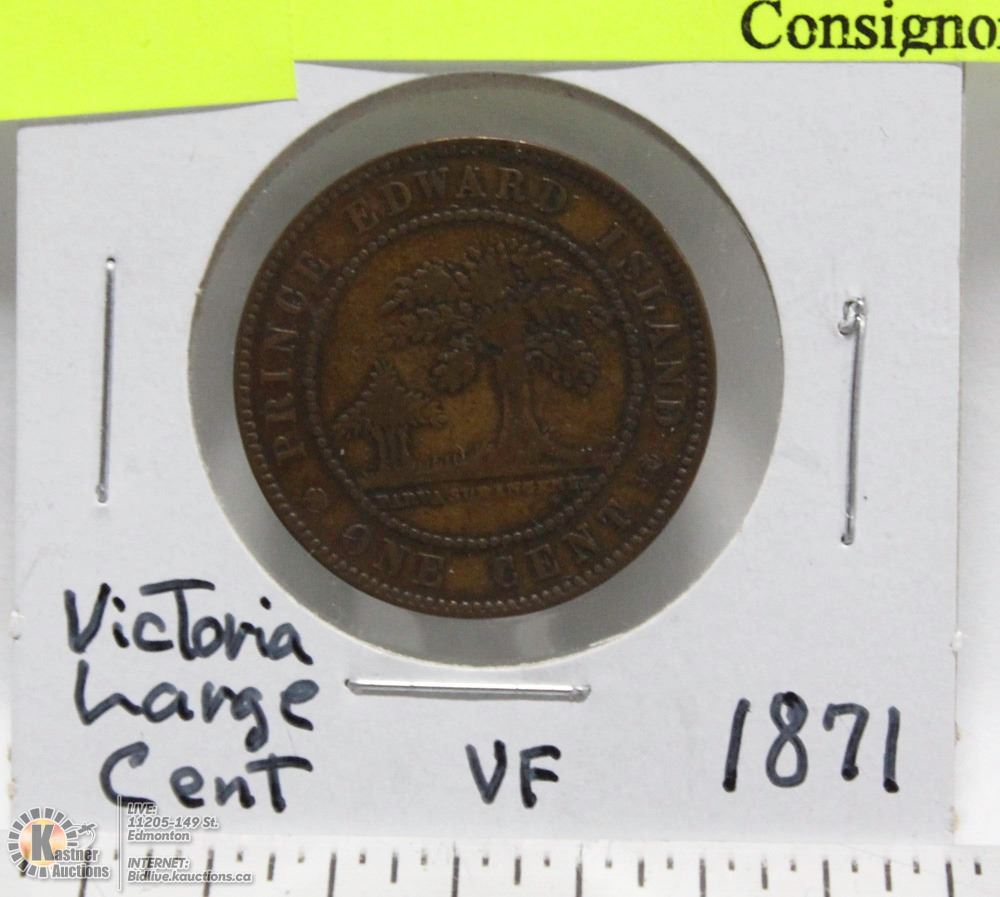 Consigno
PRINCE EDWARD ISLAND
ONE CENT
Victoria
Large
Cent
VF
1871
Kastner
Auctions
LIVE:
11205-149 St.
Edmonton
INTERNET:
Bidlive.kauctions.ca